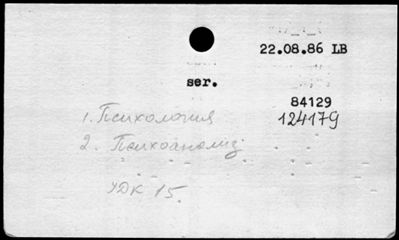 22.08.86 LB
ser.
84129
1. Психология 124179
2. Психоанализ
УДК 15.